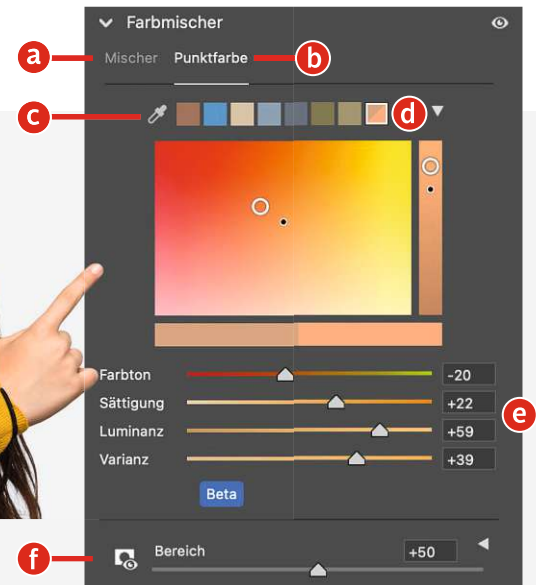 Farbmischer
a Mischer Punktfarbe b
c d
Farbton -20
Sättigung +22
e
Luminanz +59
Varianz +39
Beta
f Bereich +50